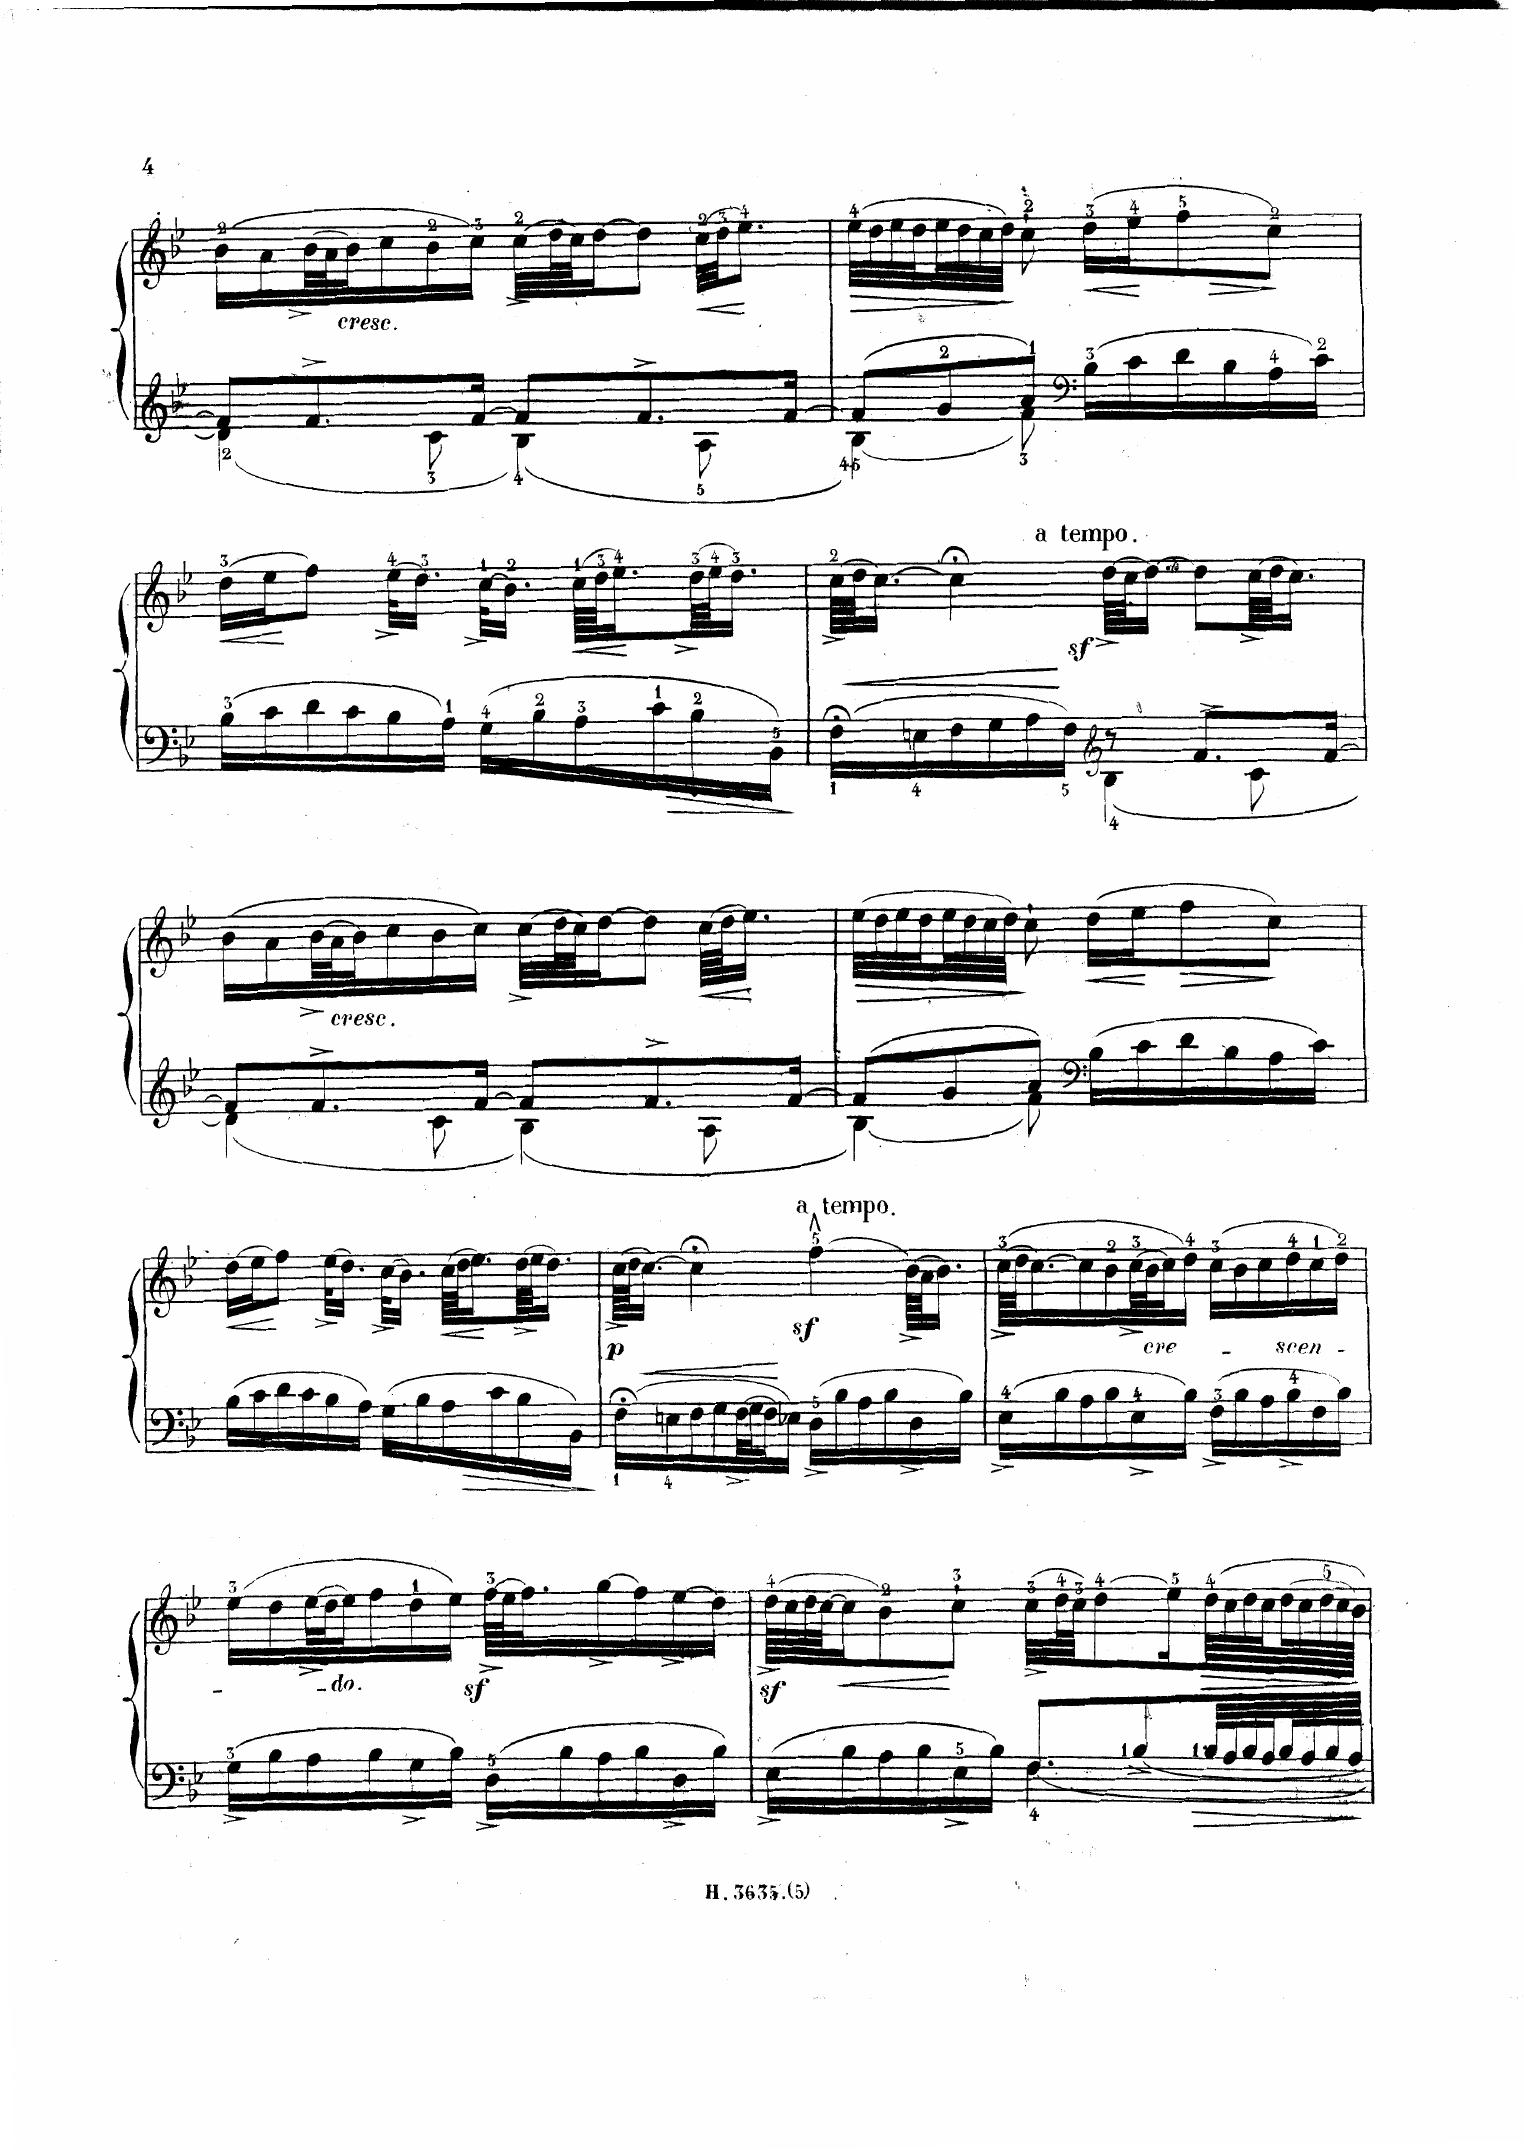 4
cresc.
a tempo.
sf
cresc.
a tempo.
p
sf
cre - scen -
- - do.
sf
sf
H. 3635.(5)